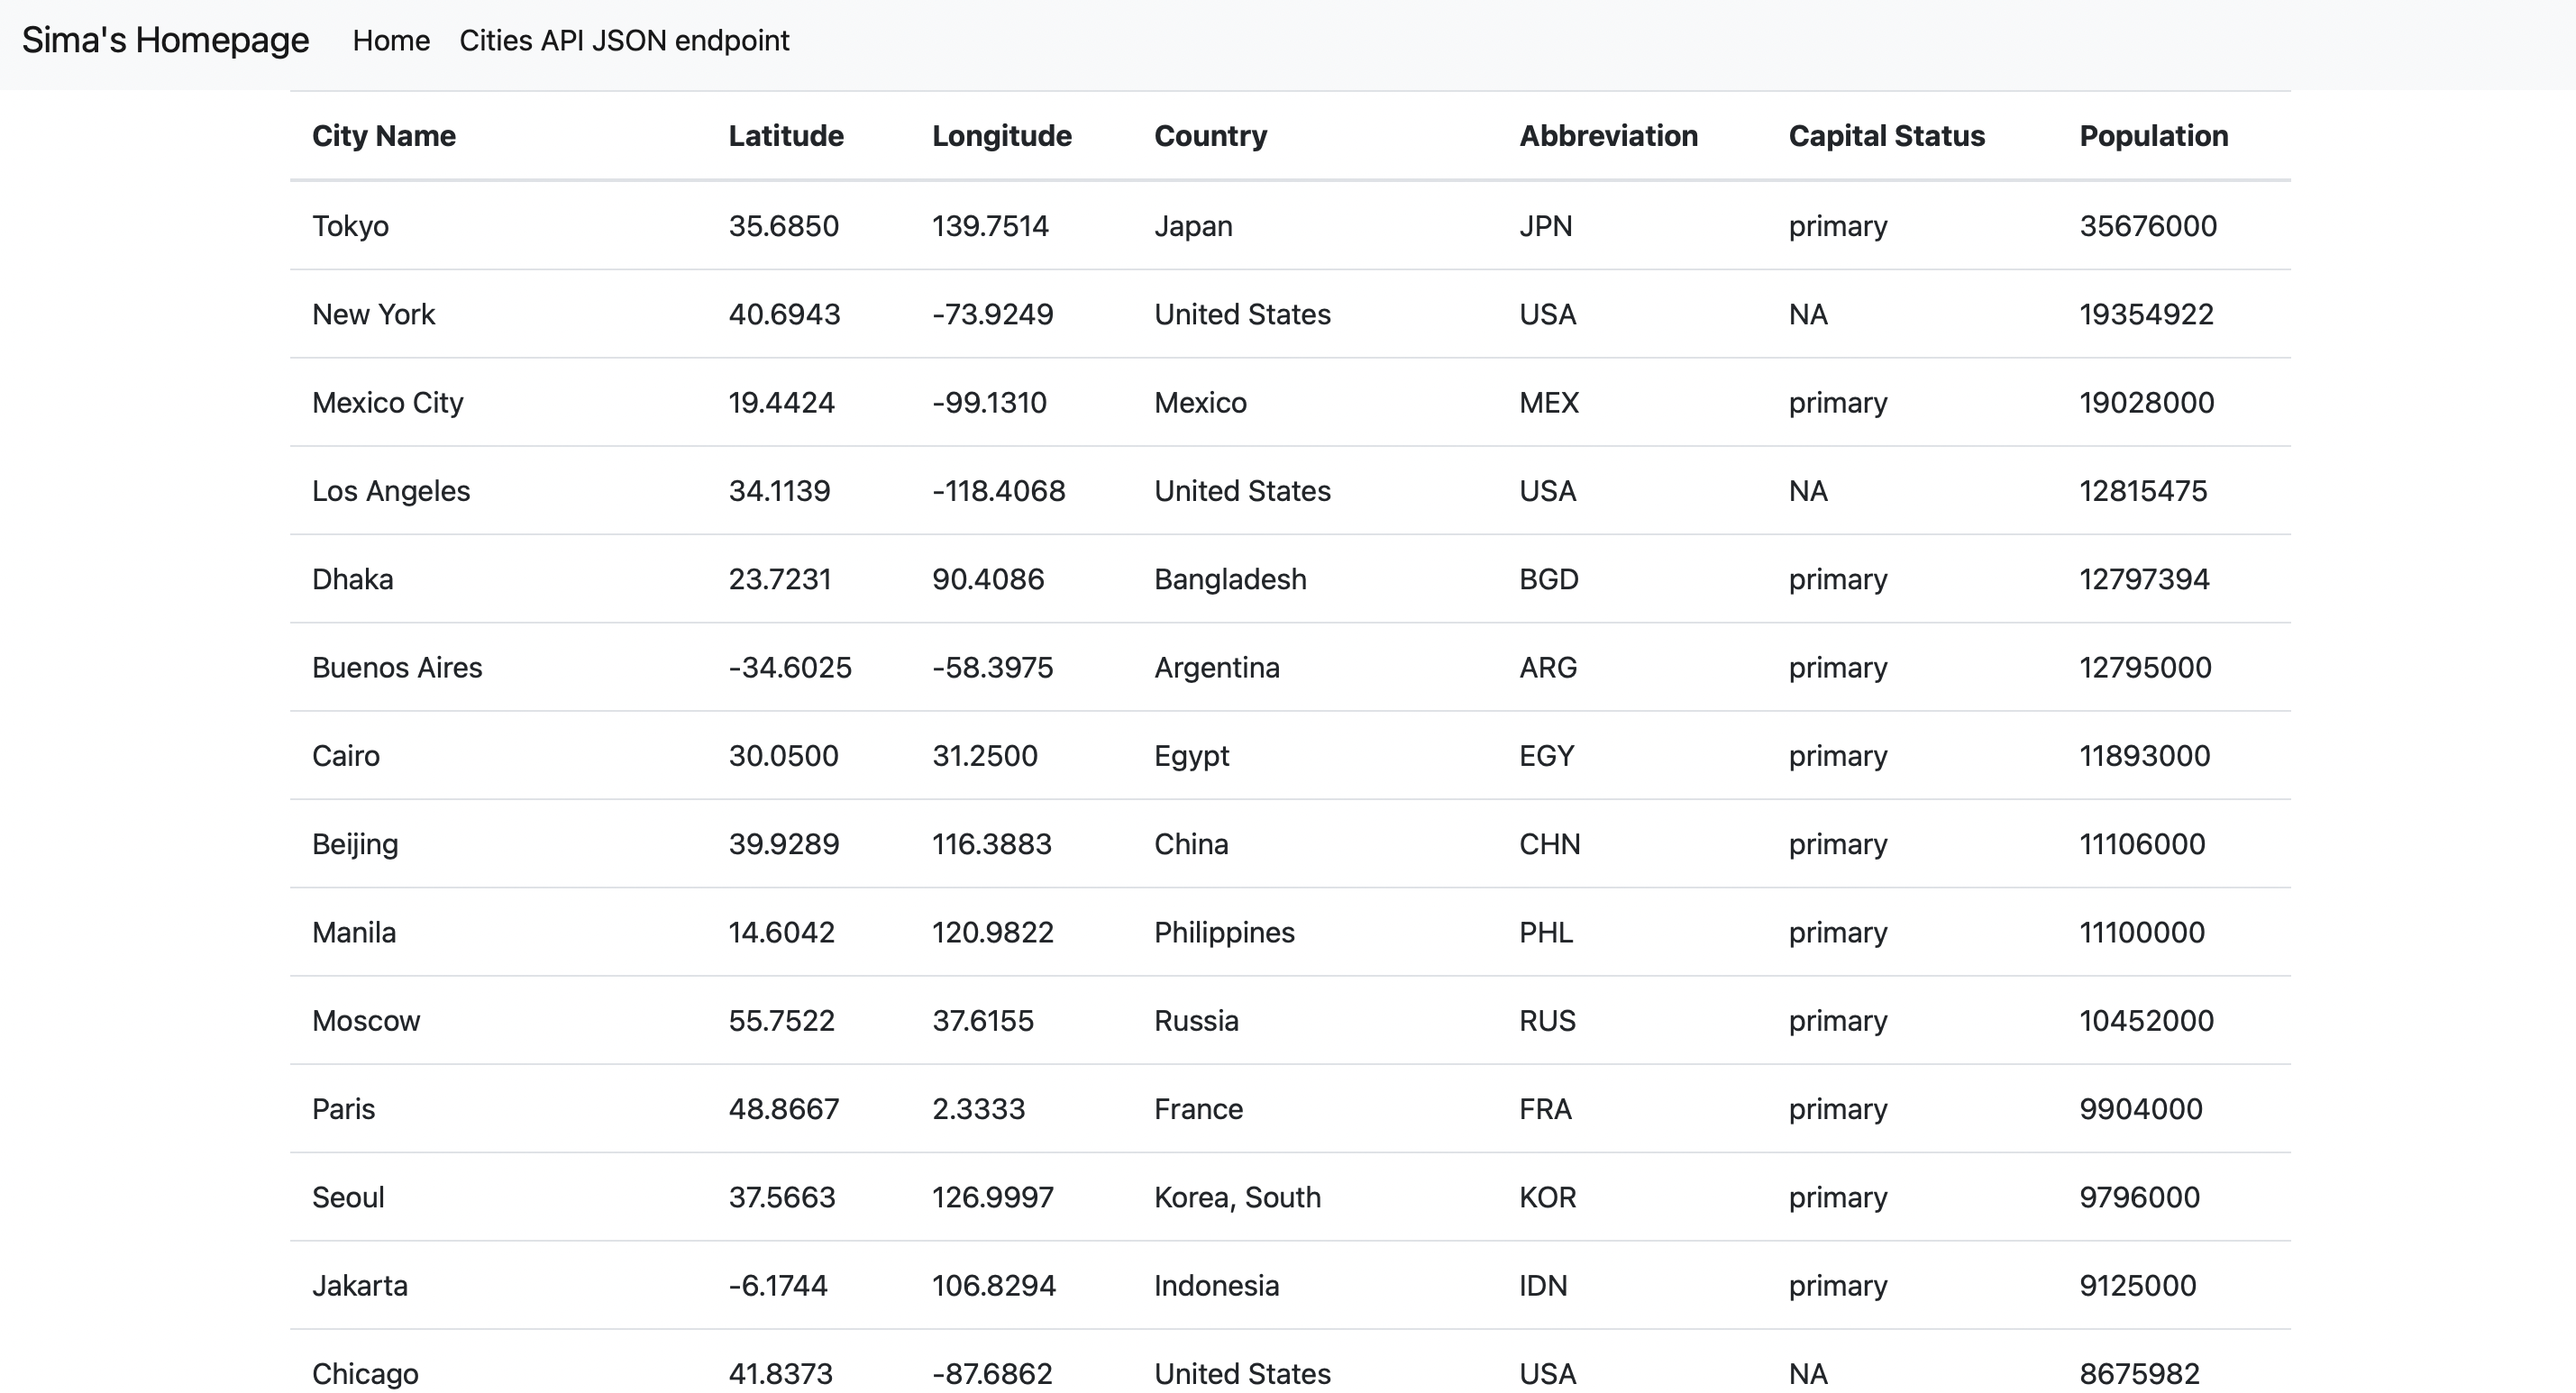 Sima's Homepage Home Cities API JSON endpoint
City Name Latitude Longitude Country Abbreviation Capital Status Population
Tokyo 35.6850 139.7514 Japan JPN primary 35676000
New York 40.6943 -73.9249 United States USA NA 19354922
Mexico City 19.4424 -99.1310 Mexico MEX primary 19028000
Los Angeles 34.1139 -118.4068 United States USA NA 12815475
Dhaka 23.7231 90.4086 Bangladesh BGD primary 12797394
Buenos Aires -34.6025 -58.3975 Argentina ARG primary 12795000
Cairo 30.0500 31.2500 Egypt EGY primary 11893000
Beijing 39.9289 116.3883 China CHN primary 11106000
Manila 14.6042 120.9822 Philippines PHL primary 11100000
Moscow 55.7522 37.6155 Russia RUS primary 10452000
Paris 48.8667 2.3333 France FRA primary 9904000
Seoul 37.5663 126.9997 Korea, South KOR primary 9796000
Jakarta -6.1744 106.8294 Indonesia IDN primary 9125000
Chicago 41.8373 -87.6862 United States USA NA 8675982